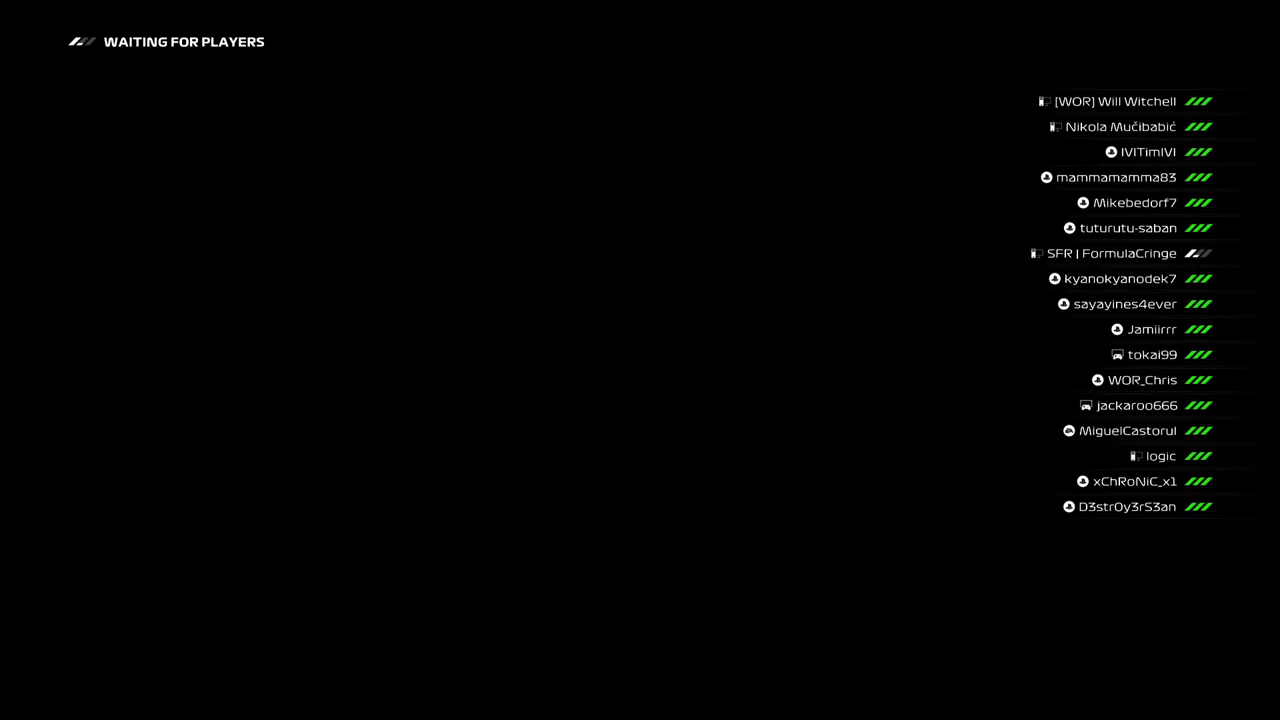 WAITING FOR PLAYERS
[WOR] Will Witchell
Nikola Mučibabić
IVITimIVI
mammamamma83
Mikebedorf7
tuturutu-saban
SFR | FormulaCringe
kyanokyanodek7
sayayines4ever
Jamiirrr
tokai99
WOR_Chris
jackaroo666
MiguelCastorul
logic
xChRoNiC_x1
D3str0y3rS3an